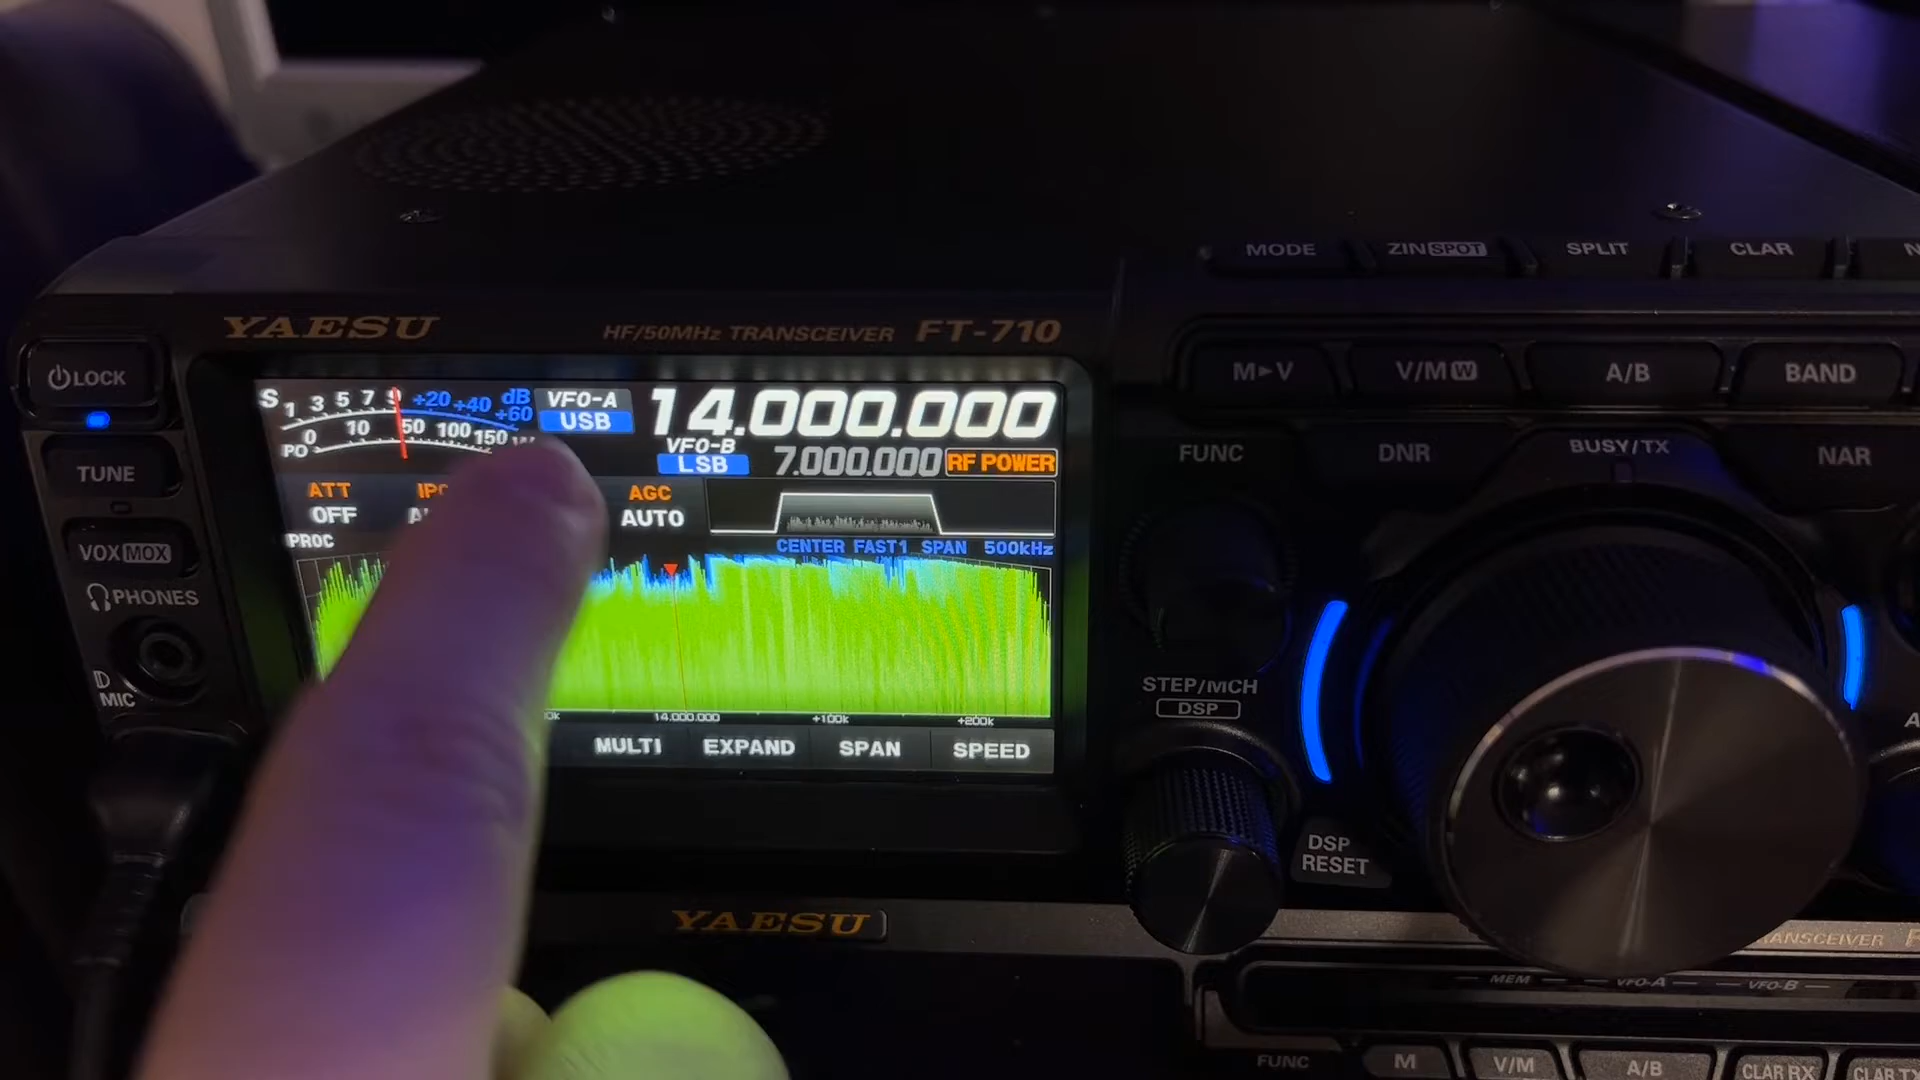 MODE ZIN SPOT SPLIT CLAR N
YAESU HF/50MHz TRANSCEIVER FT-710
LOCK
M►V V/M W A/B BAND
S 1 3 5 7 9 +20 +40 +60 dB
PO 0 10 50 100 150 W
VFO-A
USB
14.000.000
VFO-B
LSB
7.000.000
RF POWER
TUNE
FUNC DNR BUSY/TX NAR
ATT
OFF
AGC
AUTO
PROC
CENTER FAST1 SPAN 500kHz
VOX MOX
PHONES
MIC
14.000.000 +100k +200k
MULTI EXPAND SPAN SPEED
STEP/MCH
DSP
DSP
RESET
YAESU
MEM VFO-A VFO-B
FUNC M V/M A/B CLAR RX